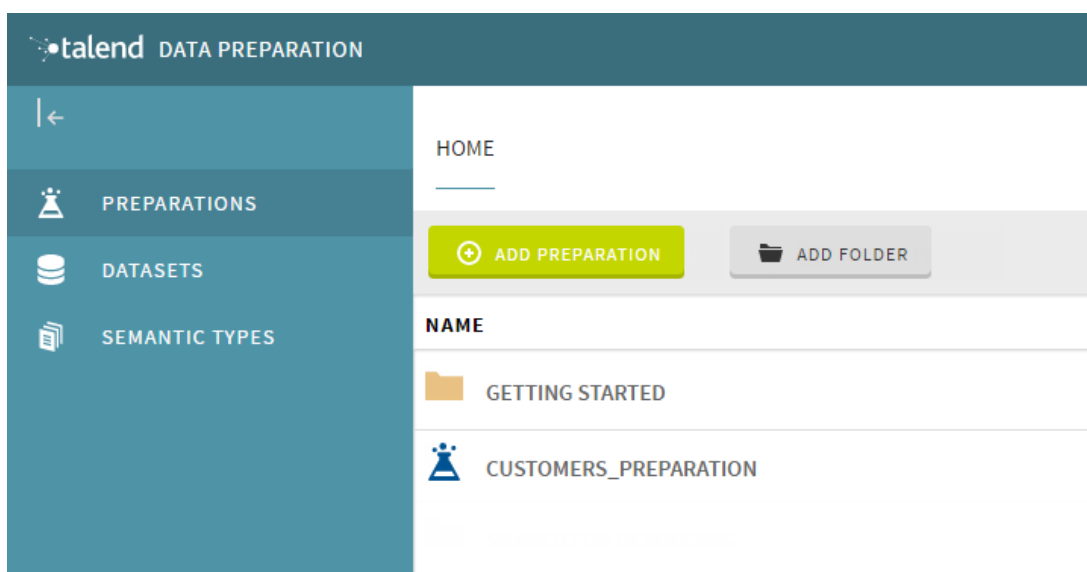 talend DATA PREPARATION
HOME
PREPARATIONS
DATASETS
SEMANTIC TYPES
ADD PREPARATION
ADD FOLDER
NAME
GETTING STARTED
CUSTOMERS_PREPARATION